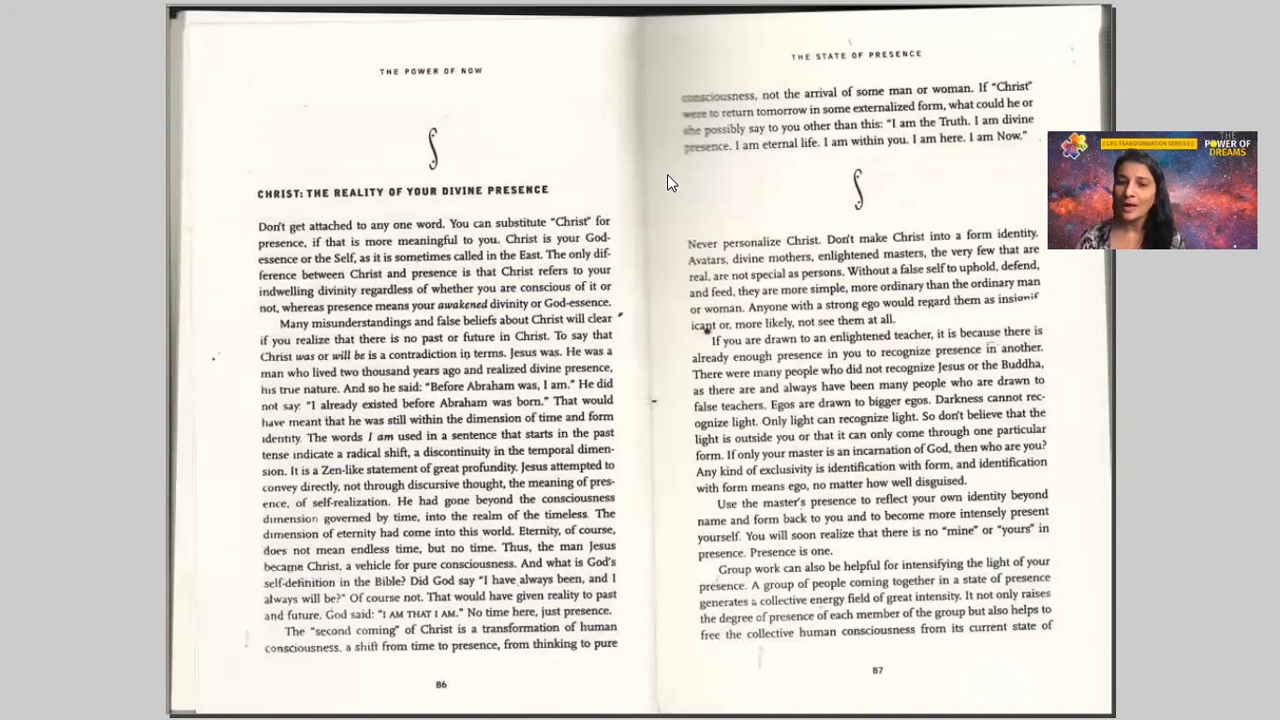 THE POWER OF NOW
CHRIST: THE REALITY OF YOUR DIVINE PRESENCE
Don't get attached to any one word. You can substitute "Christ" for
presence, if that is more meaningful to you. Christ is your God-
essence or the Self, as it is sometimes called in the East. The only dif-
ference between Christ and presence is that Christ refers to your
indwelling divinity regardless of whether you are conscious of it or
not, whereas presence means your awakened divinity or God-essence.
Many misunderstandings and false beliefs about Christ will clear
if you realize that there is no past or future in Christ. To say that
Christ was or will be is a contradiction in terms. Jesus was. He was a
man who lived two thousand years ago and realized divine presence,
his true nature. And so he said: "Before Abraham was, I am." He did
not say: "I already existed before Abraham was born." That would
have meant that he was still within the dimension of time and form
identity. The words I am used in a sentence that starts in the past
tense indicate a radical shift, a discontinuity in the temporal dimen-
sion. It is a Zen-like statement of great profundity. Jesus attempted to
convey directly, not through discursive thought, the meaning of pres-
ence, of self-realization. He had gone beyond the consciousness
dimension governed by time, into the realm of the timeless. The
dimension of eternity had come into this world. Eternity, of course,
does not mean endless time, but no time. Thus, the man Jesus
became Christ, a vehicle for pure consciousness. And what is God's
self-definition in the Bible? Did God say "I have always been, and I
always will be?" Of course not. That would have given reality to past
and future. God said: "I AM THAT I AM." No time here, just presence.
The "second coming" of Christ is a transformation of human
consciousness, a shift from time to presence, from thinking to pure
86
THE STATE OF PRESENCE
consciousness, not the arrival of some man or woman. If "Christ"
were to return tomorrow in some externalized form, what could he or
she possibly say to you other than this: "I am the Truth. I am divine
presence. I am eternal life. I am within you. I am here. I am Now."
Never personalize Christ. Don't make Christ into a form identity.
Avatars, divine mothers, enlightened masters, the very few that are
real, are not special as persons. Without a false self to uphold, defend,
and feed, they are more simple, more ordinary than the ordinary man
or woman. Anyone with a strong ego would regard them as insignif
icant or, more likely, not see them at all.
If you are drawn to an enlightened teacher, it is because there is
already enough presence in you to recognize presence in another.
There were many people who did not recognize Jesus or the Buddha,
as there are and always have been many people who are drawn to
false teachers. Egos are drawn to bigger egos. Darkness cannot rec-
ognize light. Only light can recognize light. So don't believe that the
light is outside you or that it can only come through one particular
form. If only your master is an incarnation of God, then who are you?
Any kind of exclusivity is identification with form, and identification
with form means ego, no matter how well disguised.
Use the master's presence to reflect your own identity beyond
name and form back to you and to become more intensely present
yourself. You will soon realize that there is no "mine" or "yours" in
presence. Presence is one.
Group work can also be helpful for intensifying the light of your
presence. A group of people coming together in a state of presence
generates a collective energy field of great intensity. It not only raises
the degree of presence of each member of the group but also helps to
free the collective human consciousness from its current state of
87
|| LIFE TRANSFORMATION SERIES ||
THE
POWER OF
DREAMS